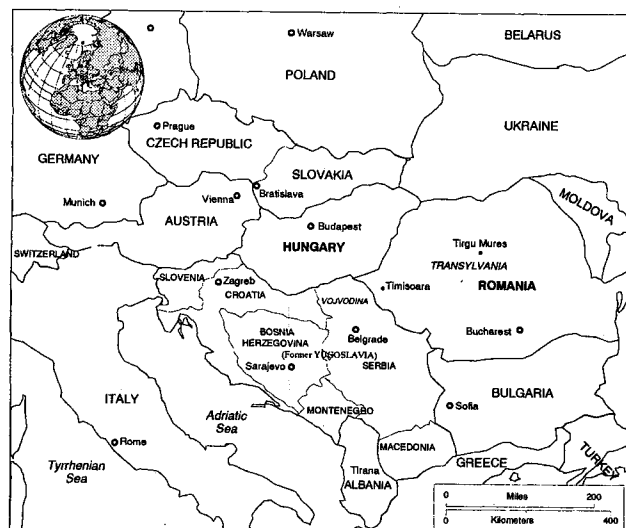 Warsaw
BELARUS
POLAND
UKRAINE
Prague
CZECH REPUBLIC
GERMANY
SLOVAKIA
Bratislava
Vienna
Munich
AUSTRIA
MOLDOVA
Budapest
HUNGARY
Tirgu Mures
TRANSYLVANIA
SWITZERLAND
SLOVENIA
Zagreb
CROATIA
VOJVODINA
Timisoara
ROMANIA
BOSNIA
HERZEGOVINA
(Former YUGOSLAVIA)
Sarajevo
Belgrade
SERBIA
Bucharest
ITALY
Adriatic
Sea
MONTENEGRO
Sofia
BULGARIA
Rome
MACEDONIA
Tirana
ALBANIA
GREECE
TURKEY
Tyrrhenian
Sea
0 Miles 200
0 Kilometers 400